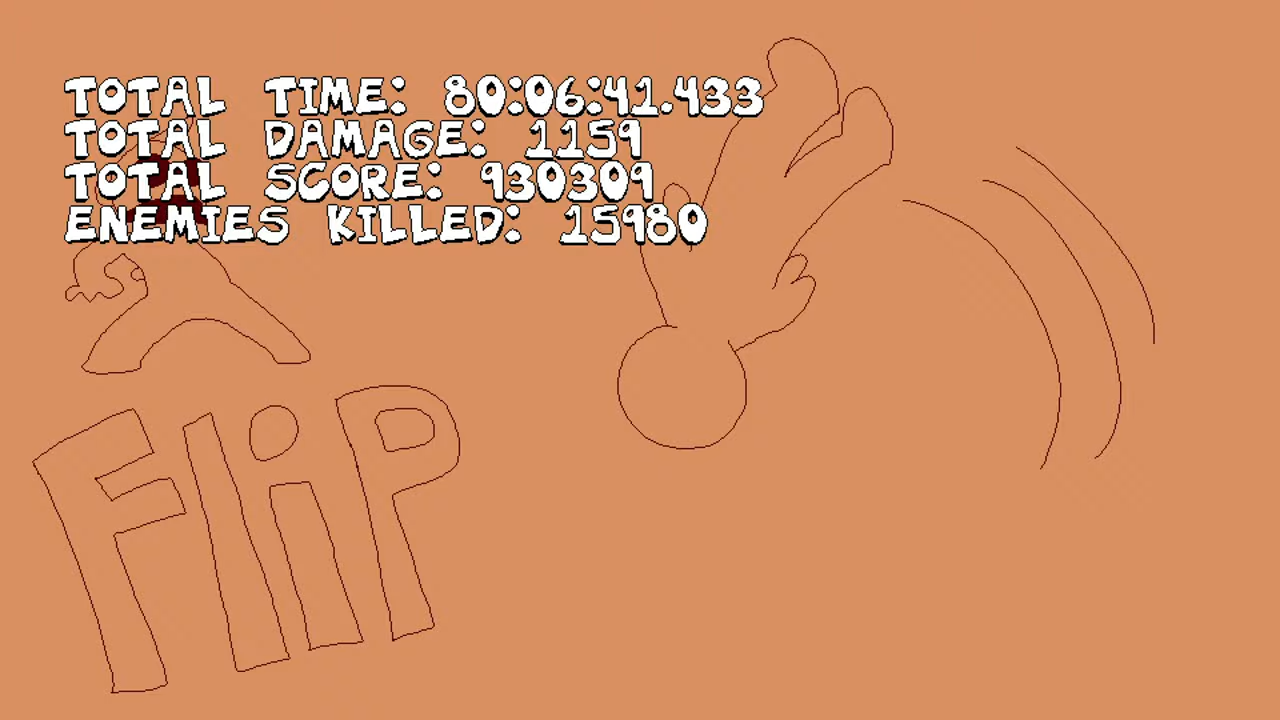 TOTAL TIME: 80:06:41.433
TOTAL DAMAGE: 1159
TOTAL SCORE: 930309
ENEMIES KILLED: 15980
FliP